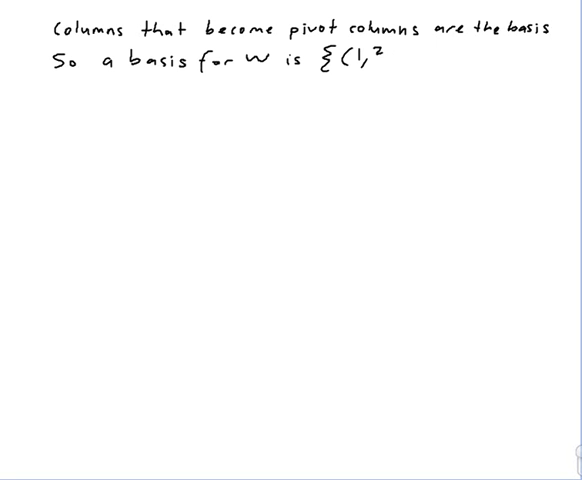 Columns that become pivot columns are the basis
So a basis for W is {(1,2